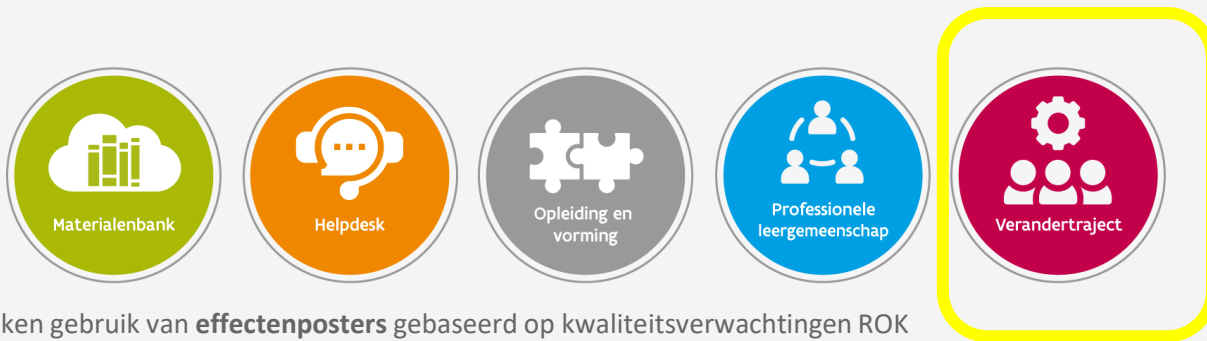 Materialenbank
Helpdesk
Opleiding en
vorming
Professionele
leergemeenschap
Verandertraject
ken gebruik van effectenposters gebaseerd op kwaliteitsverwachtingen ROK